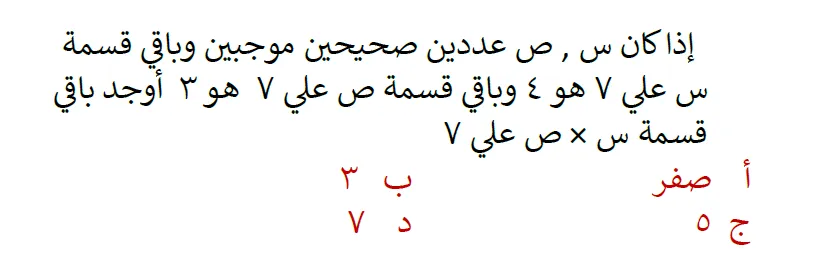 إذا كان س , ص عددين صحيحين موجبين وباقي قسمة
س علي ٧ هو ٤ وباقي قسمة ص علي ٧ هو ٣ أوجد باقي
قسمة س × ص علي ٧
أ صفر ب ٣
ج ٥ د ٧